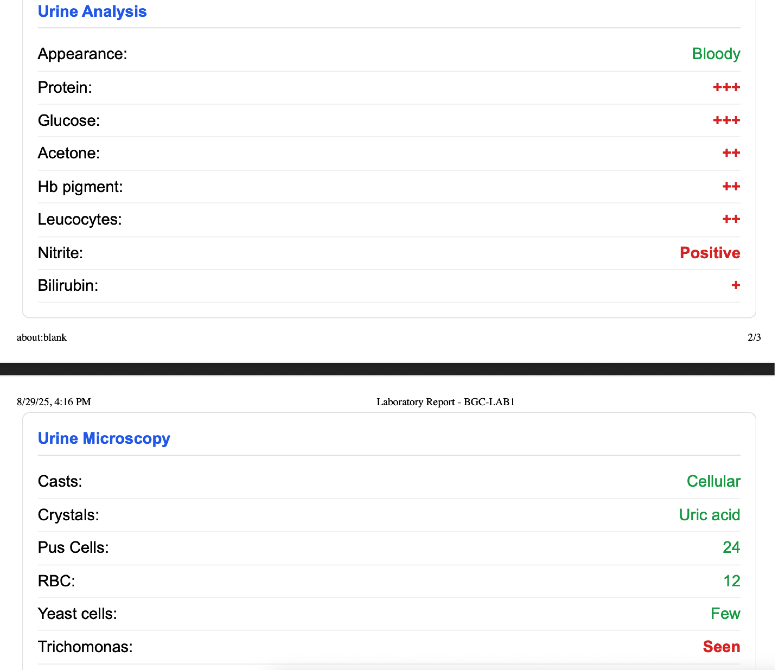 Urine Analysis
Appearance: Bloody
Protein: +++
Glucose: +++
Acetone: ++
Hb pigment: ++
Leucocytes: ++
Nitrite: Positive
Bilirubin: +
about:blank 2/3
8/29/25, 4:16 PM Laboratory Report - BGC-LAB1
Urine Microscopy
Casts: Cellular
Crystals: Uric acid
Pus Cells: 24
RBC: 12
Yeast cells: Few
Trichomonas: Seen